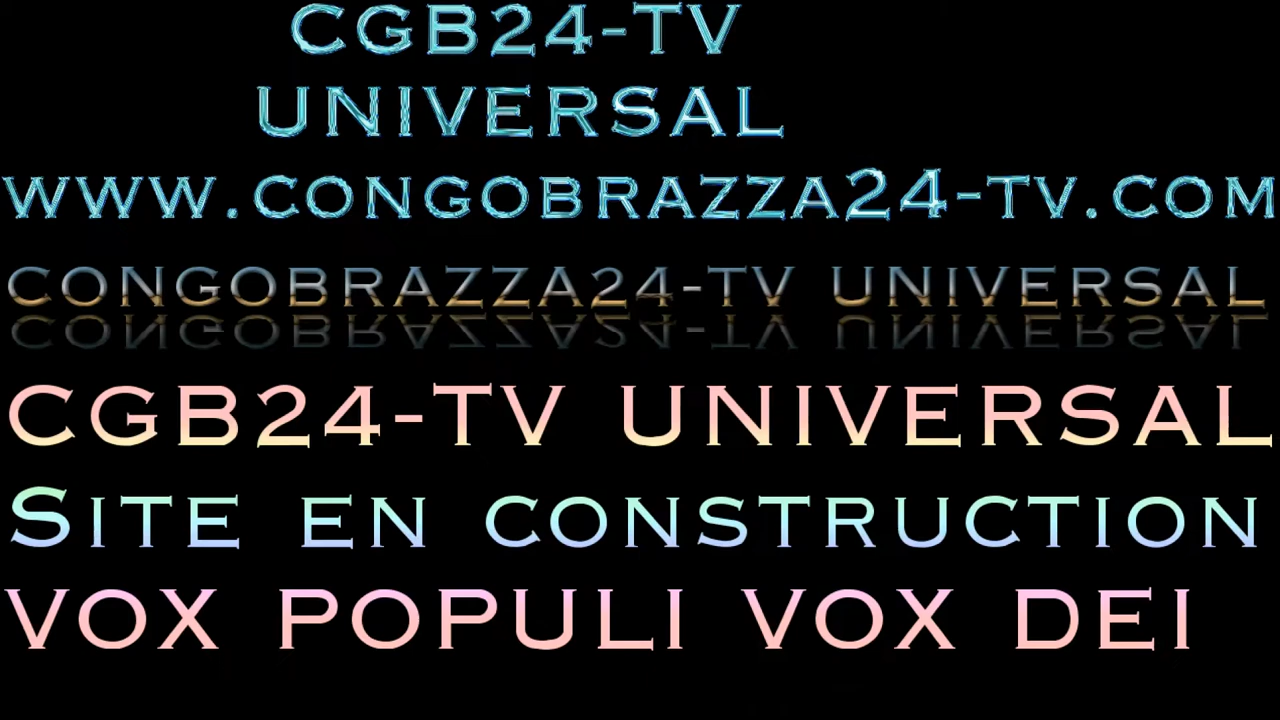 CGB24-TV
UNIVERSAL
WWW.CONGOBRAZZA24-TV.COM
CONGOBRAZZA24-TV UNIVERSAL
CGB24-TV UNIVERSAL
SITE EN CONSTRUCTION
VOX POPULI VOX DEI